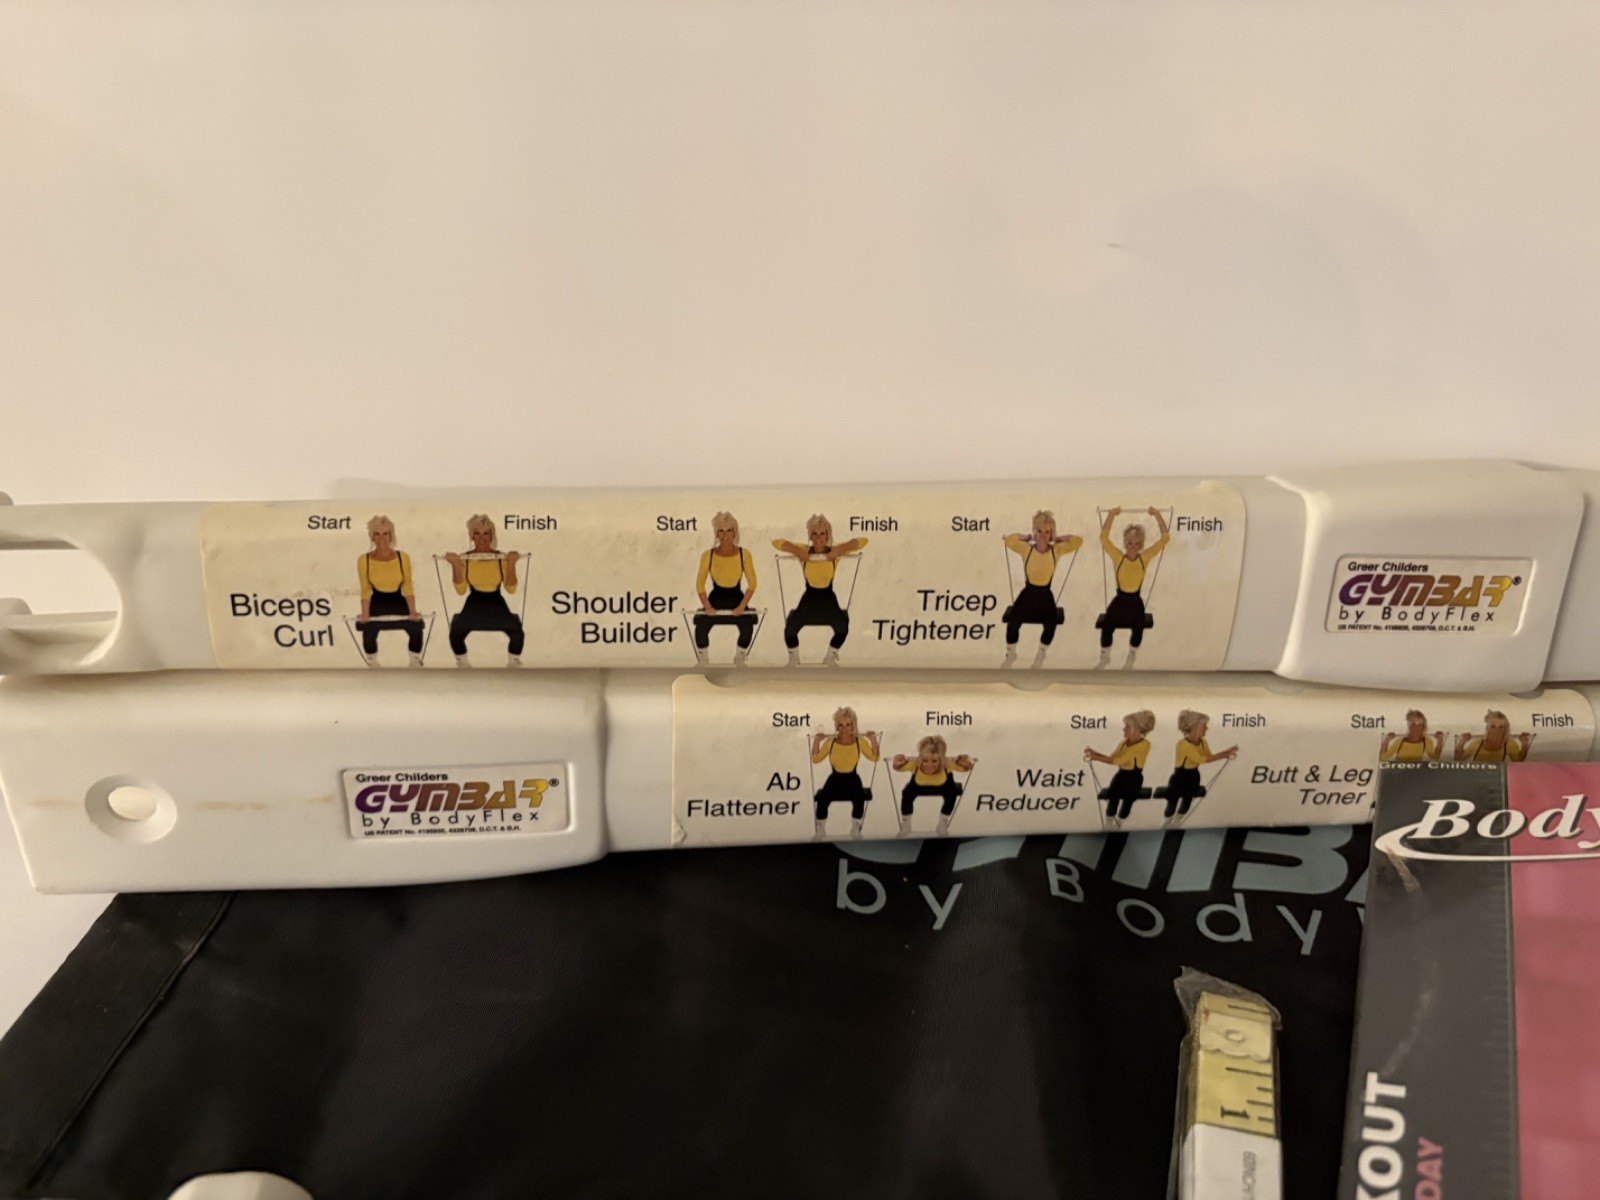 Start
Finish
Biceps
Curl
Start
Finish
Shoulder
Builder
Start
Finish
Tricep
Tightener
Greer Childers
GYMBAR®
by BodyFlex
Start
Finish
Ab
Flattener
Start
Finish
Waist
Reducer
Start
Finish
Butt & Leg
Toner
Greer Childers
GYMBAR®
by BodyFlex
Greer Childers
Body
by Body
1
KOUT
DAY